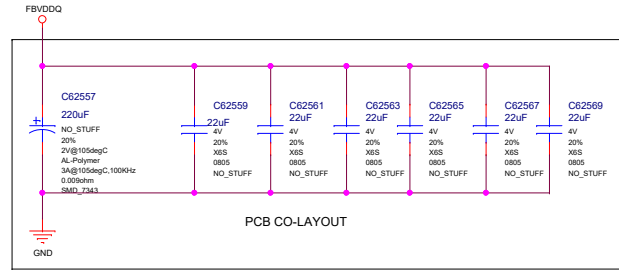 FBVDDQ
C62557
220uF
NO_STUFF
20%
2V@105degC
AL-Polymer
3A@105degC,100KHz
0.009ohm
SMD_7343
C62559
22uF
4V
20%
X6S
0805
NO_STUFF
C62561
22uF
4V
20%
X6S
0805
NO_STUFF
C62563
22uF
4V
20%
X6S
0805
NO_STUFF
C62565
22uF
4V
20%
X6S
0805
NO_STUFF
C62567
22uF
4V
20%
X6S
0805
NO_STUFF
C62569
22uF
4V
20%
X6S
0805
NO_STUFF
PCB CO-LAYOUT
GND